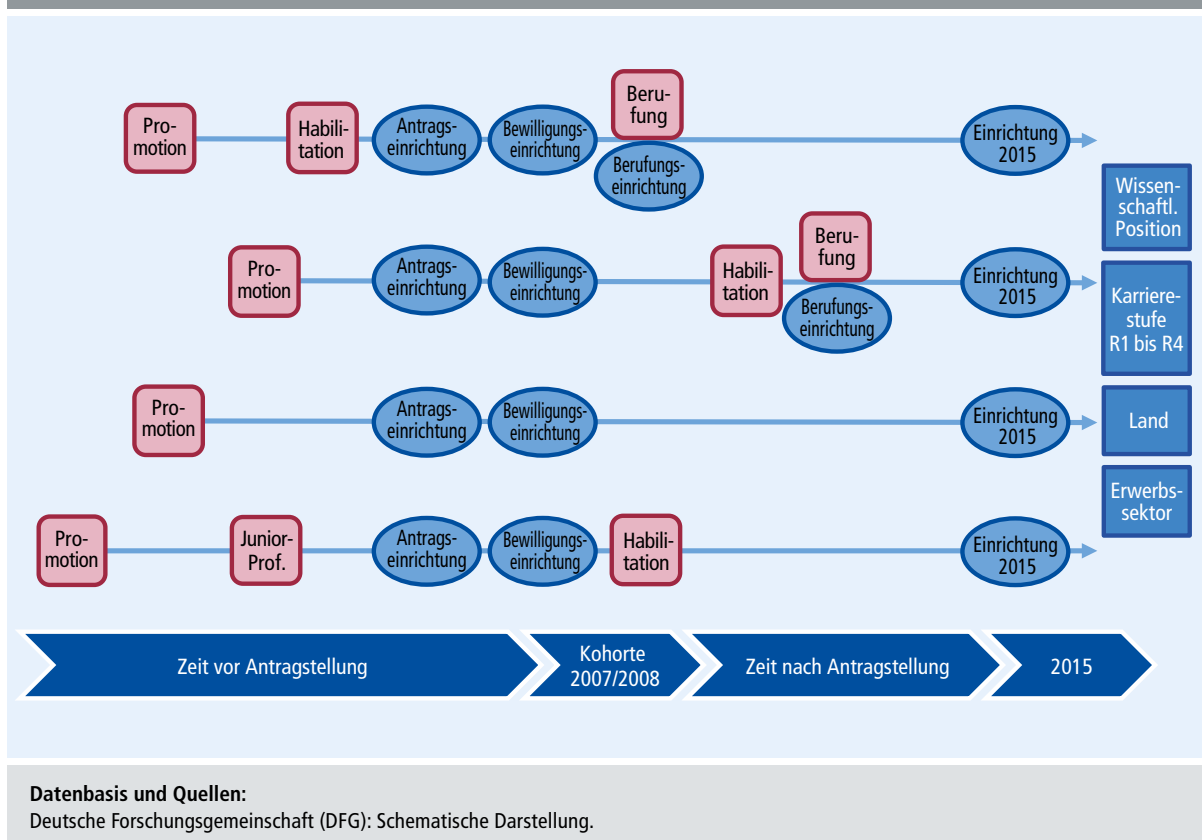 Pro-
motion
Habili-
tation
Antrags-
einrichtung
Bewilligungs-
einrichtung
Beru-
fung
Berufungs-
einrichtung
Einrichtung
2015
Pro-
motion
Antrags-
einrichtung
Bewilligungs-
einrichtung
Habili-
tation
Beru-
fung
Berufungs-
einrichtung
Einrichtung
2015
Pro-
motion
Antrags-
einrichtung
Bewilligungs-
einrichtung
Einrichtung
2015
Pro-
motion
Junior-
Prof.
Antrags-
einrichtung
Bewilligungs-
einrichtung
Habili-
tation
Einrichtung
2015
Wissen-
schaftl.
Position
Karriere-
stufe
R1 bis R4
Land
Erwerbs-
sektor
Zeit vor Antragstellung
Kohorte
2007/2008
Zeit nach Antragstellung
2015
Datenbasis und Quellen:
Deutsche Forschungsgemeinschaft (DFG): Schematische Darstellung.